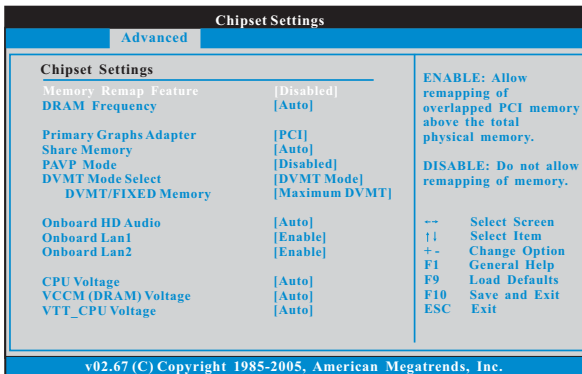 Chipset Settings
Advanced
Chipset Settings
Memory Remap Feature [Disabled]
DRAM Frequency [Auto]
Primary Graphs Adapter [PCI]
Share Memory [Auto]
PAVP Mode [Disabled]
DVMT Mode Select [DVMT Mode]
DVMT/FIXED Memory [Maximum DVMT]
Onboard HD Audio [Auto]
Onboard Lan1 [Enable]
Onboard Lan2 [Enable]
CPU Voltage [Auto]
VCCM (DRAM) Voltage [Auto]
VTT_CPU Voltage [Auto]
ENABLE: Allow
remapping of
overlapped PCI memory
above the total
physical memory.
DISABLE: Do not allow
remapping of memory.
←→ Select Screen
↑↓ Select Item
+- Change Option
F1 General Help
F9 Load Defaults
F10 Save and Exit
ESC Exit
v02.67 (C) Copyright 1985-2005, American Megatrends, Inc.